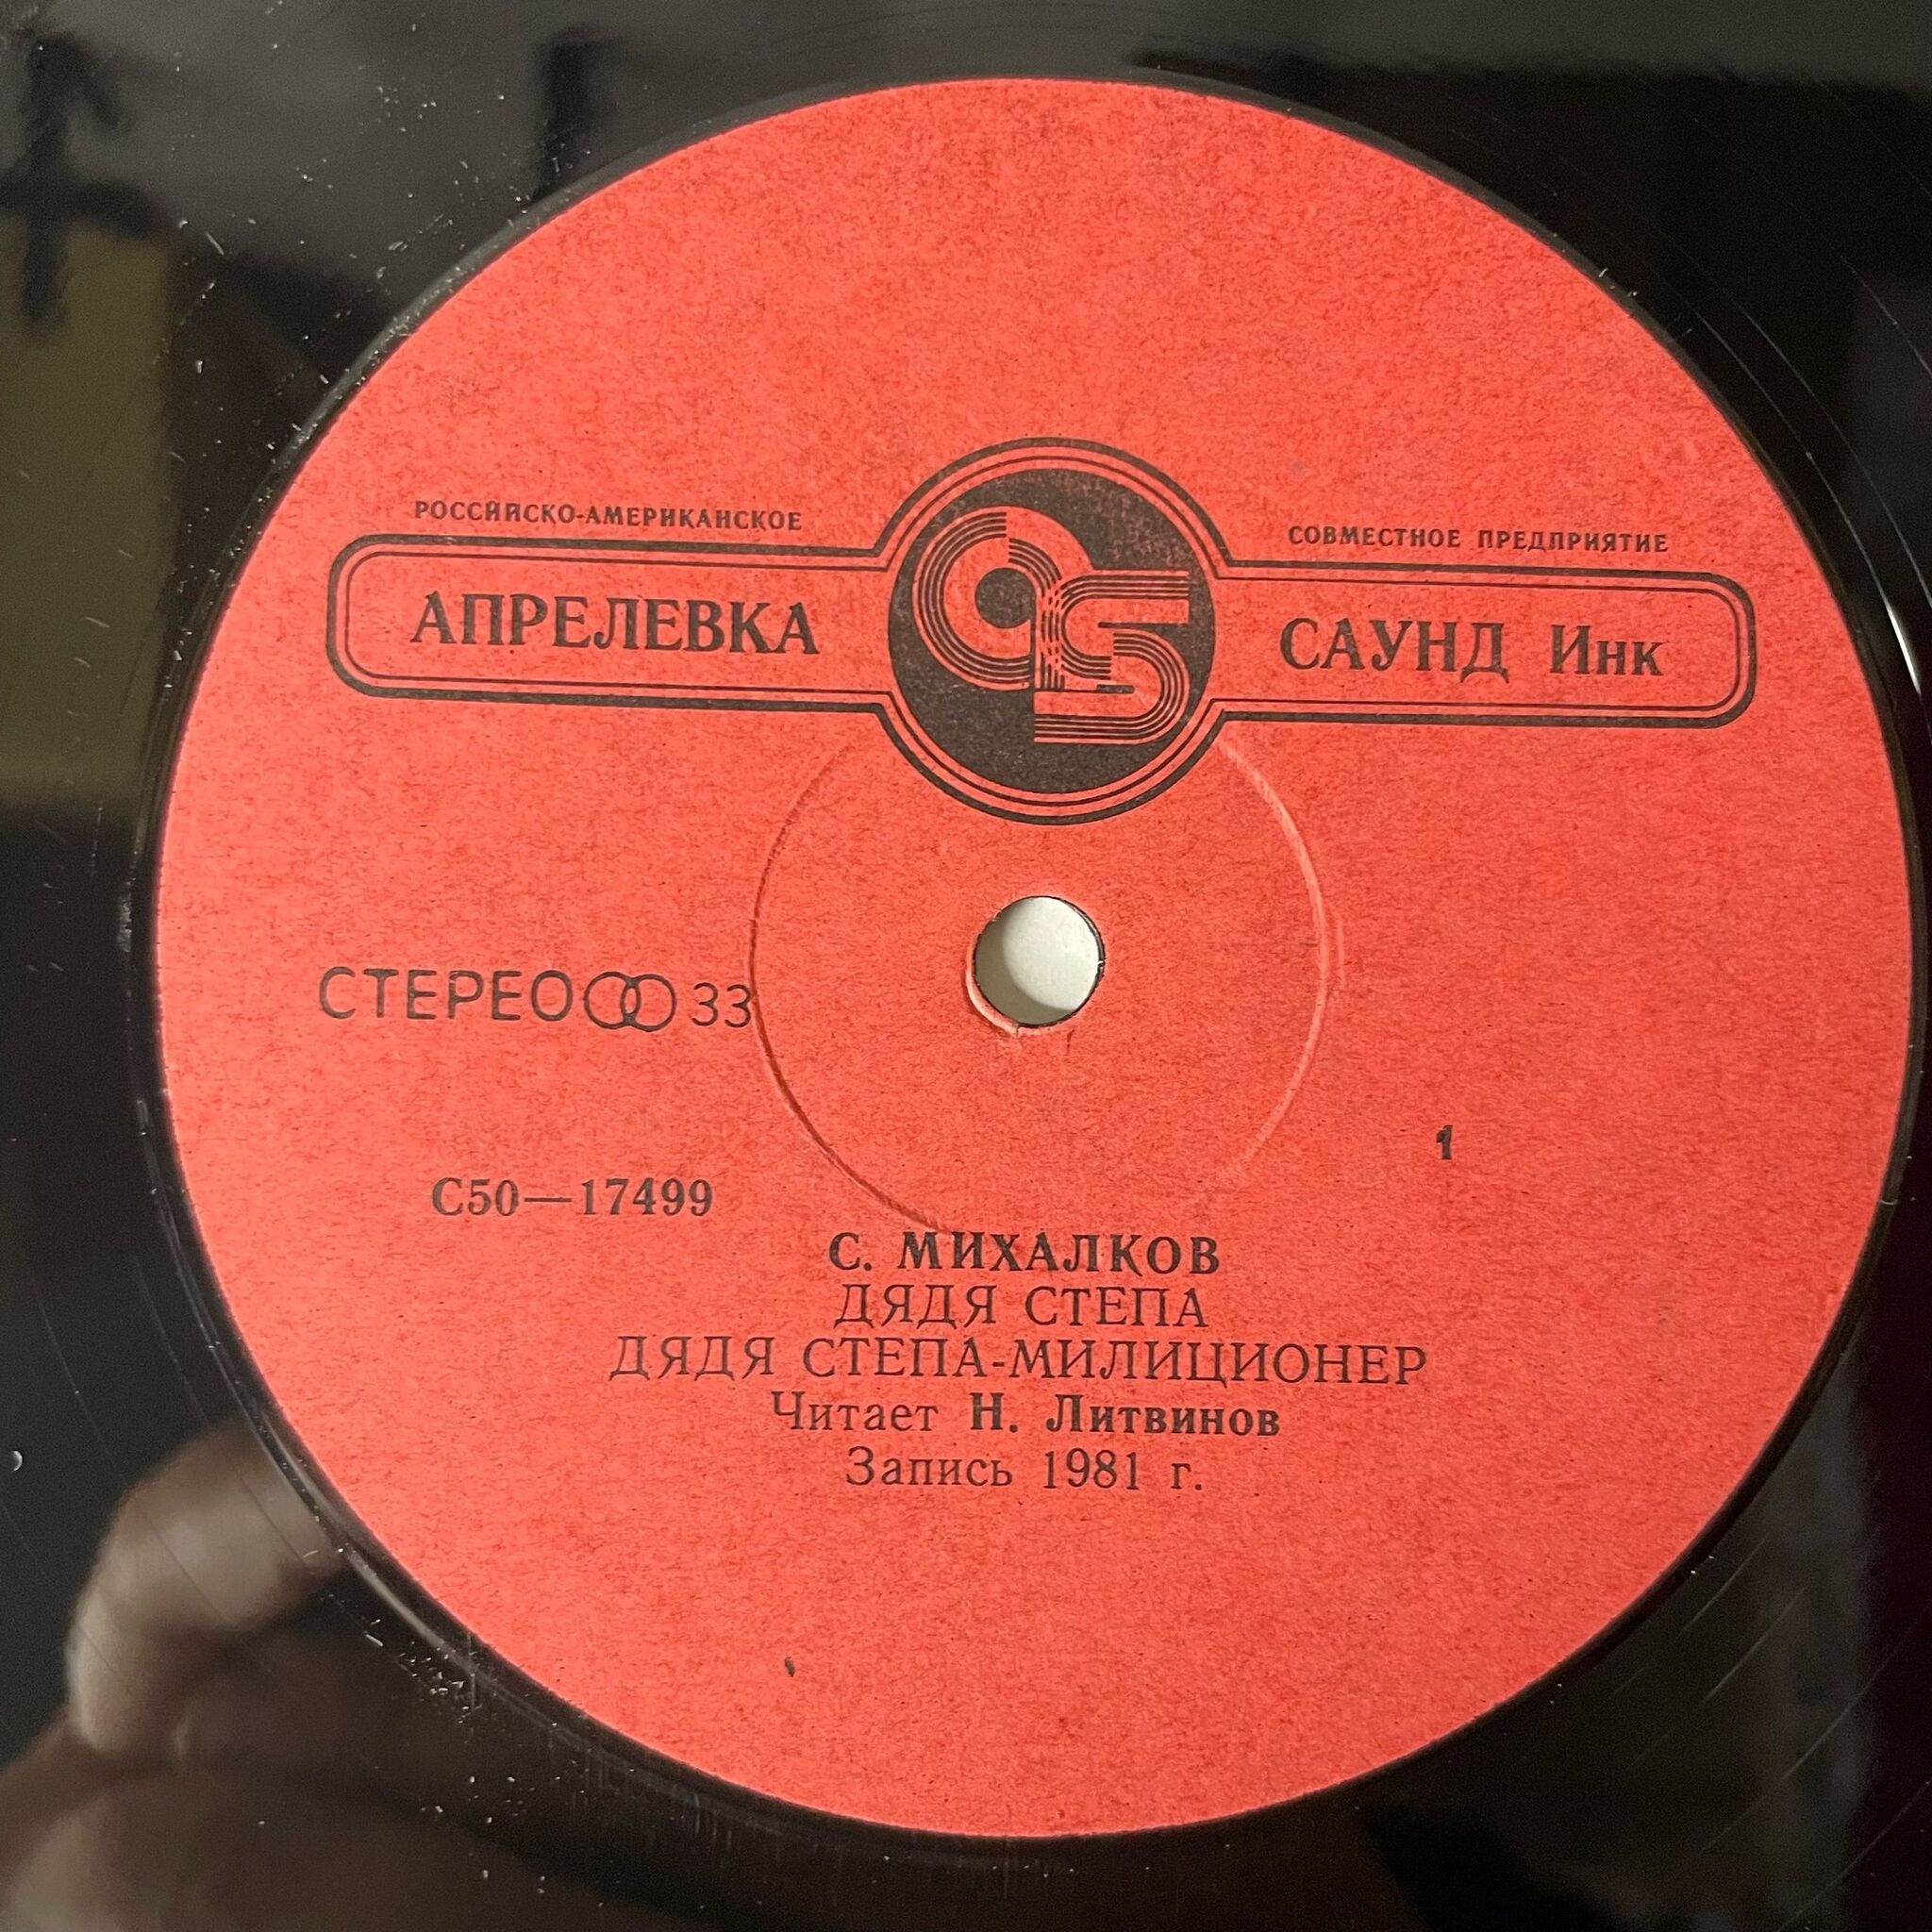 РОССИЙСКО-АМЕРИКАНСКОЕ
СОВМЕСТНОЕ ПРЕДПРИЯТИЕ
АПРЕЛЕВКА
САУНД Инк
СТЕРЕО 33
1
С50—17499
С. МИХАЛКОВ
ДЯДЯ СТЕПА
ДЯДЯ СТЕПА-МИЛИЦИОНЕР
Читает Н. Литвинов
Запись 1981 г.